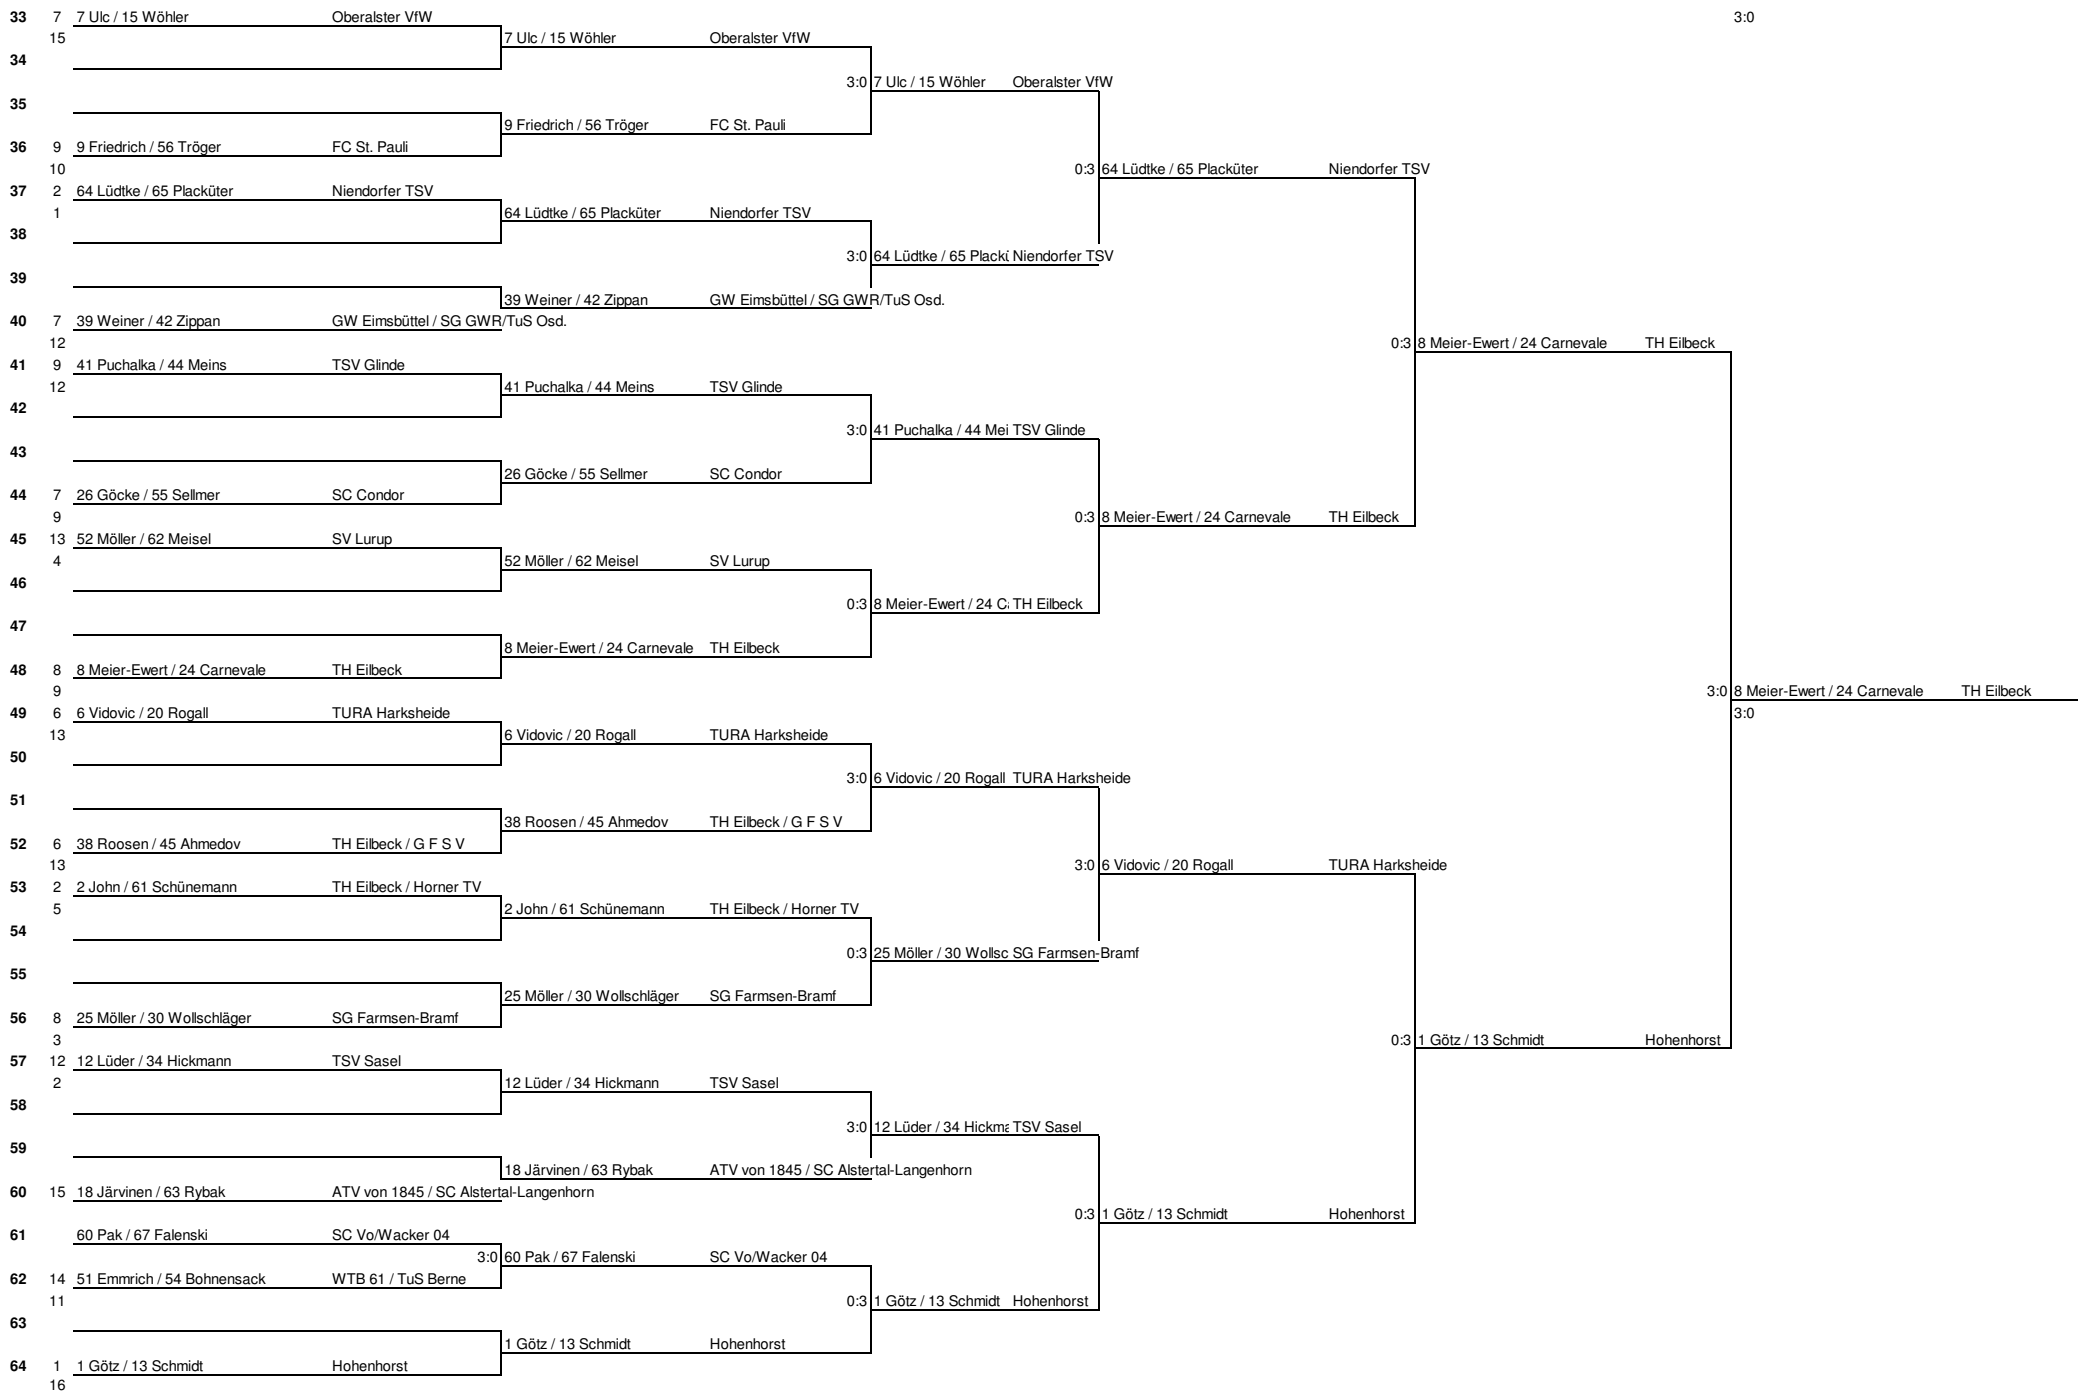 33 7 7 Ulc / 15 Wöhler Oberalster VfW 3:0
15 7 Ulc / 15 Wöhler Oberalster VfW
34
3:0 7 Ulc / 15 Wöhler Oberalster VfW
35
9 Friedrich / 56 Tröger FC St. Pauli
36 9 9 Friedrich / 56 Tröger FC St. Pauli
10 0:3 64 Lüdtke / 65 Placküter Niendorfer TSV
37 2 64 Lüdtke / 65 Placküter Niendorfer TSV
1 64 Lüdtke / 65 Placküter Niendorfer TSV
38
3:0 64 Lüdtke / 65 Plackü Niendorfer TSV
39
39 Weiner / 42 Zippan GW Eimsbüttel / SG GWR/TuS Osd.
40 7 39 Weiner / 42 Zippan GW Eimsbüttel / SG GWR/TuS Osd.
12 0:3 8 Meier-Ewert / 24 Carnevale TH Eilbeck
41 9 41 Puchalka / 44 Meins TSV Glinde
12 41 Puchalka / 44 Meins TSV Glinde
42
3:0 41 Puchalka / 44 Mei TSV Glinde
43
26 Göcke / 55 Sellmer SC Condor
44 7 26 Göcke / 55 Sellmer SC Condor
9 0:3 8 Meier-Ewert / 24 Carnevale TH Eilbeck
45 13 52 Möller / 62 Meisel SV Lurup
4 52 Möller / 62 Meisel SV Lurup
46
0:3 8 Meier-Ewert / 24 Ca TH Eilbeck
47
8 Meier-Ewert / 24 Carnevale TH Eilbeck
48 8 8 Meier-Ewert / 24 Carnevale TH Eilbeck
9 3:0 8 Meier-Ewert / 24 Carnevale TH Eilbeck
49 6 6 Vidovic / 20 Rogall TURA Harksheide 3:0
13 6 Vidovic / 20 Rogall TURA Harksheide
50
3:0 6 Vidovic / 20 Rogall TURA Harksheide
51
38 Roosen / 45 Ahmedov TH Eilbeck / G F S V
52 6 38 Roosen / 45 Ahmedov TH Eilbeck / G F S V
13 3:0 6 Vidovic / 20 Rogall TURA Harksheide
53 2 2 John / 61 Schünemann TH Eilbeck / Horner TV
5 2 John / 61 Schünemann TH Eilbeck / Horner TV
54
0:3 25 Möller / 30 Wollsc SG Farmsen-Bramf
55
25 Möller / 30 Wollschläger SG Farmsen-Bramf
56 8 25 Möller / 30 Wollschläger SG Farmsen-Bramf
3 0:3 1 Götz / 13 Schmidt Hohenhorst
57 12 12 Lüder / 34 Hickmann TSV Sasel
2 12 Lüder / 34 Hickmann TSV Sasel
58
3:0 12 Lüder / 34 Hickma TSV Sasel
59
18 Järvinen / 63 Rybak ATV von 1845 / SC Alstertal-Langenhorn
60 15 18 Järvinen / 63 Rybak ATV von 1845 / SC Alstertal-Langenhorn
0:3 1 Götz / 13 Schmidt Hohenhorst
61 60 Pak / 67 Falenski SC Vo/Wacker 04
3:0 60 Pak / 67 Falenski SC Vo/Wacker 04
62 14 51 Emmrich / 54 Bohnensack WTB 61 / TuS Berne
11 0:3 1 Götz / 13 Schmidt Hohenhorst
63
1 Götz / 13 Schmidt Hohenhorst
64 1 1 Götz / 13 Schmidt Hohenhorst
16